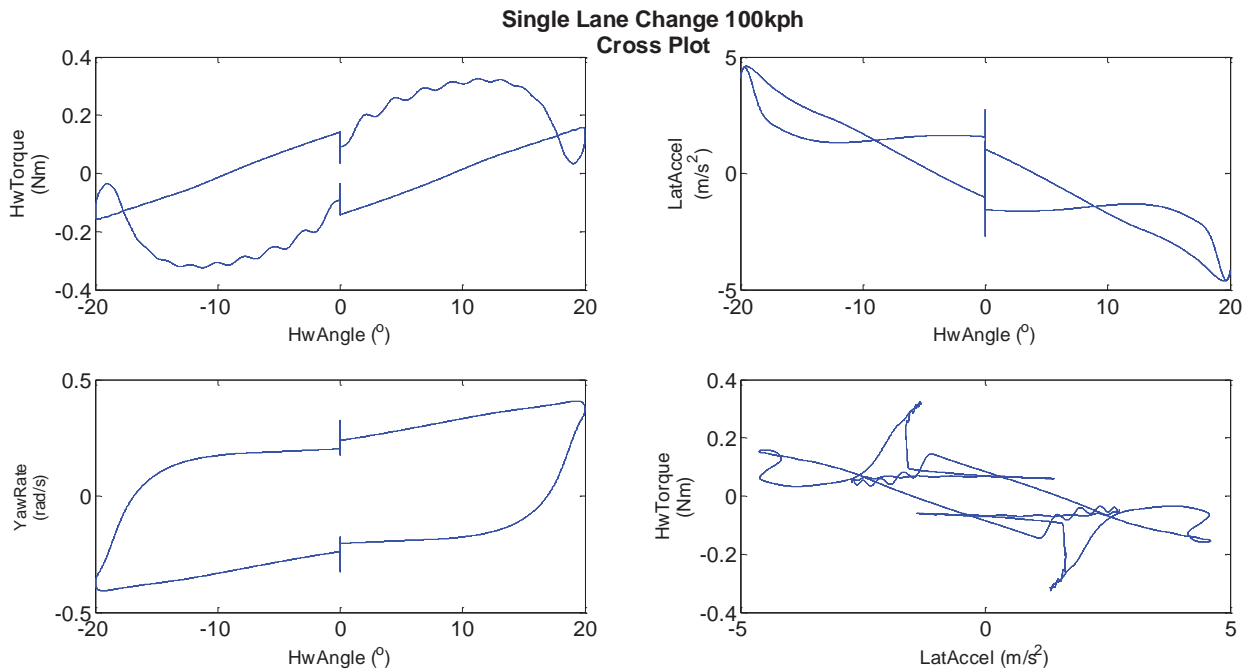 Single Lane Change 100kph
Cross Plot
0.4
0.2
0
-0.2
-0.4
-20
-10
0
10
20
HwTorque
(Nm)
HwAngle (º)
5
0
-5
-20
-10
0
10
20
LatAccel
(m/s²)
HwAngle (º)
0.5
0
-0.5
-20
-10
0
10
20
YawRate
(rad/s)
HwAngle (º)
0.4
0.2
0
-0.2
-0.4
-5
0
5
HwTorque
(Nm)
LatAccel (m/s²)